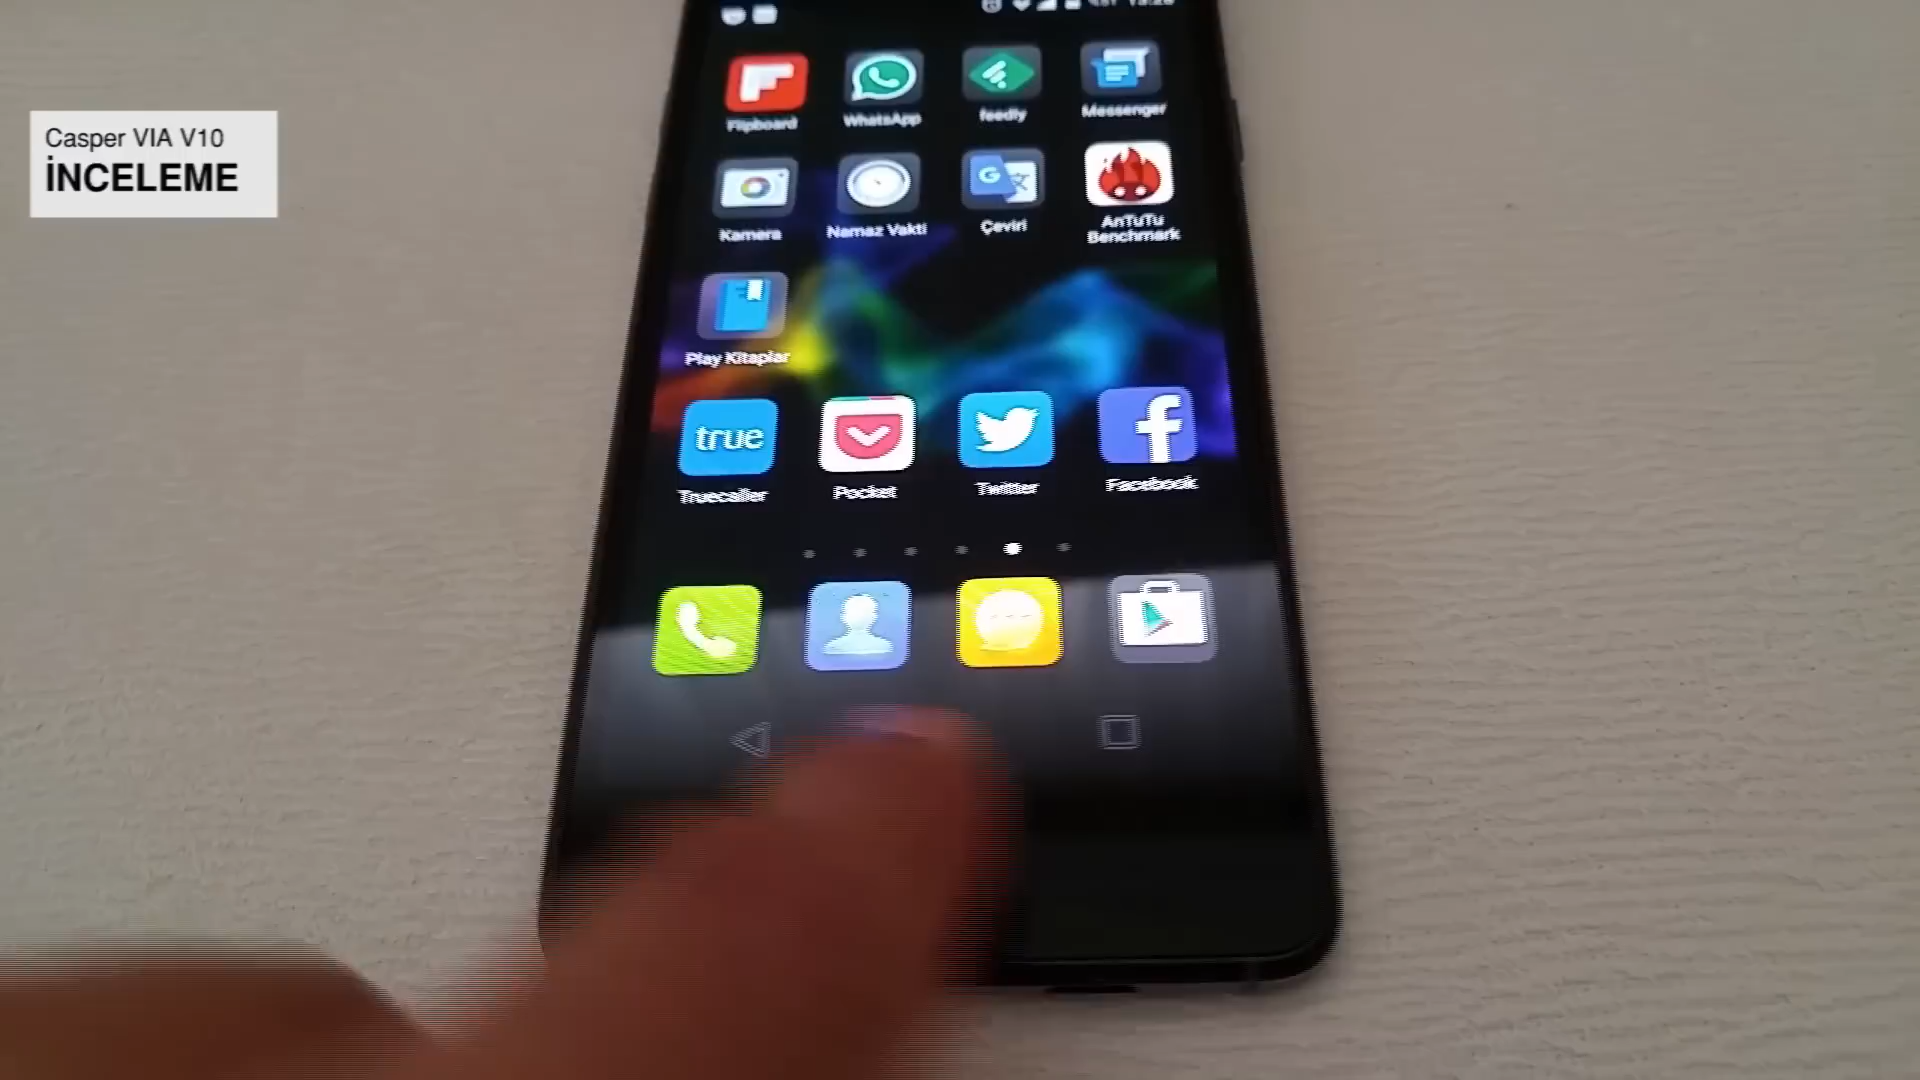 Casper VIA V10
İNCELEME
Flipboard
WhatsApp
feedly
Messenger
Kamera
Namaz Vakti
G
Çeviri
AnTuTu
Benchmark
Play Kitaplar
true
f
Truecaller
Pocket
Twitter
Facebook